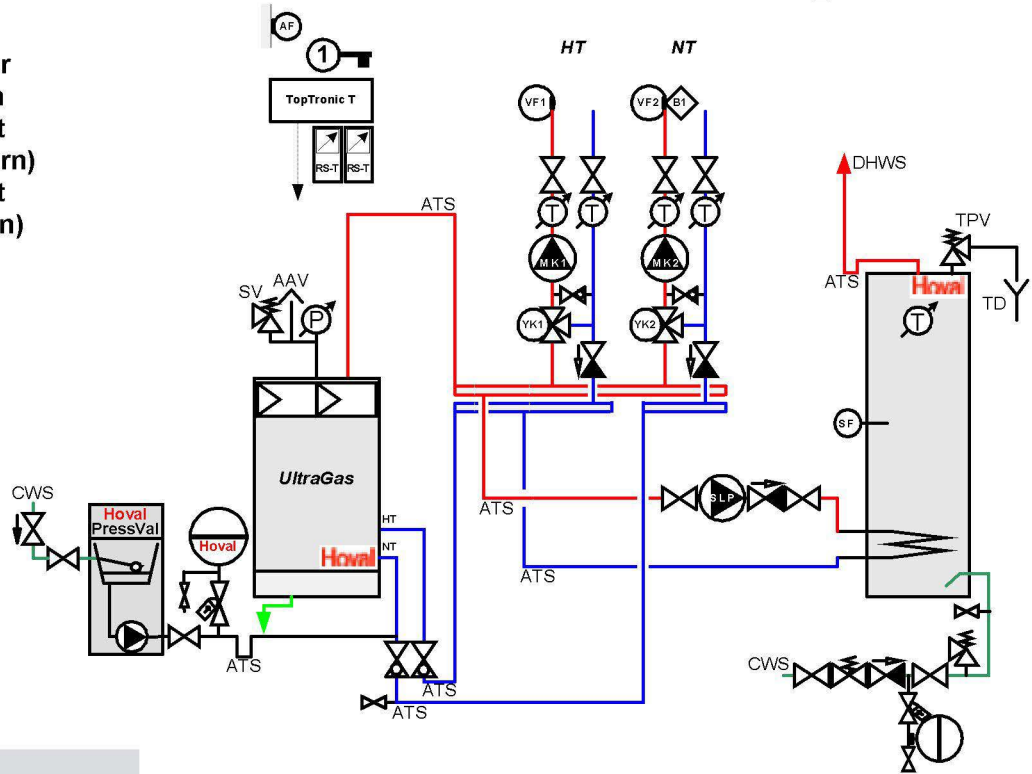 AF
1
TopTronic T
RS-T
RS-T
HT
NT
VF1
VF2
B1
T
T
T
T
MK1
MK2
YK1
YK2
ATS
SV
AAV
P
UltraGas
HT
NT
Hoval
CWS
Hoval
PressVal
Hoval
ATS
ATS
ATS
ATS
ATS
SLP
DHWS
TPV
ATS
Hoval
TD
T
SF
CWS